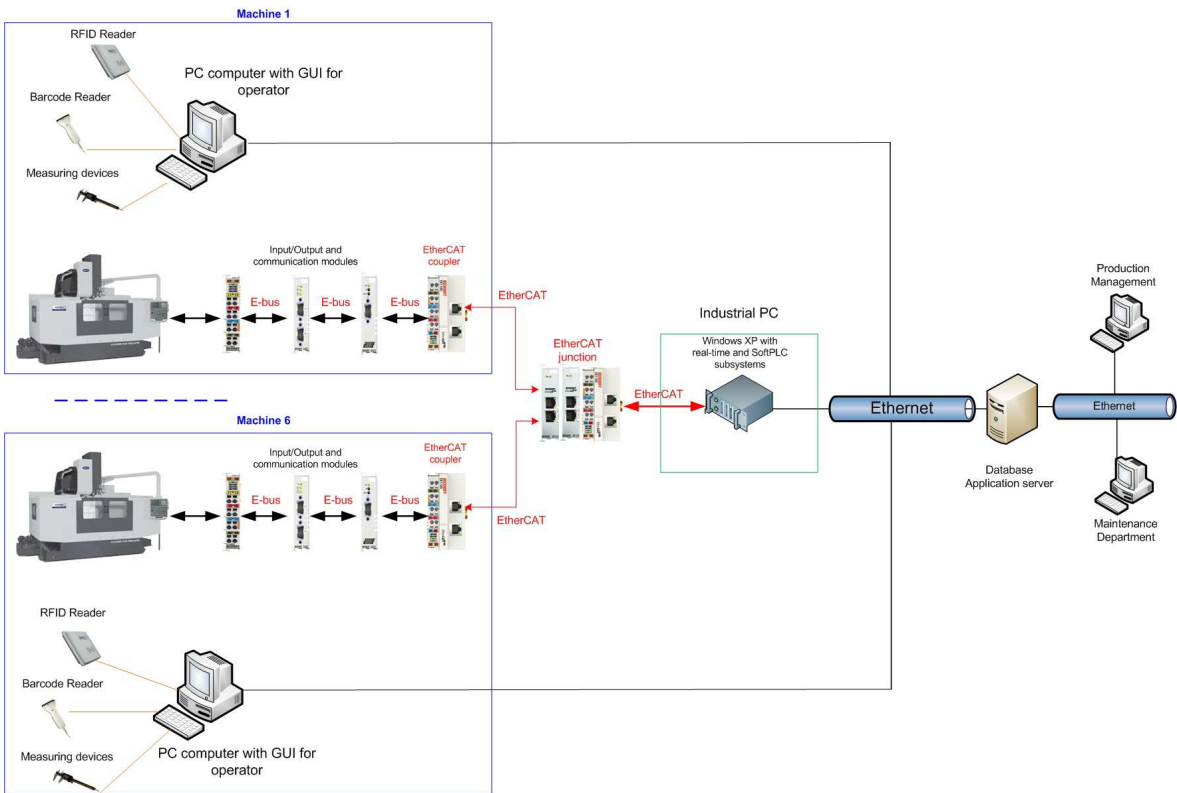 Machine 1
RFID Reader
PC computer with GUI for
operator
Barcode Reader
Measuring devices
Input/Output and
communication modules
EtherCAT
coupler
E-bus
E-bus
E-bus
EtherCAT
Machine 6
Input/Output and
communication modules
EtherCAT
coupler
E-bus
E-bus
E-bus
EtherCAT
RFID Reader
Barcode Reader
Measuring devices
PC computer with GUI for
operator
EtherCAT
junction
EtherCAT
Industrial PC
Windows XP with
real-time and SoftPLC
subsystems
Ethernet
Database
Application server
Production
Management
Ethernet
Maintenance
Department